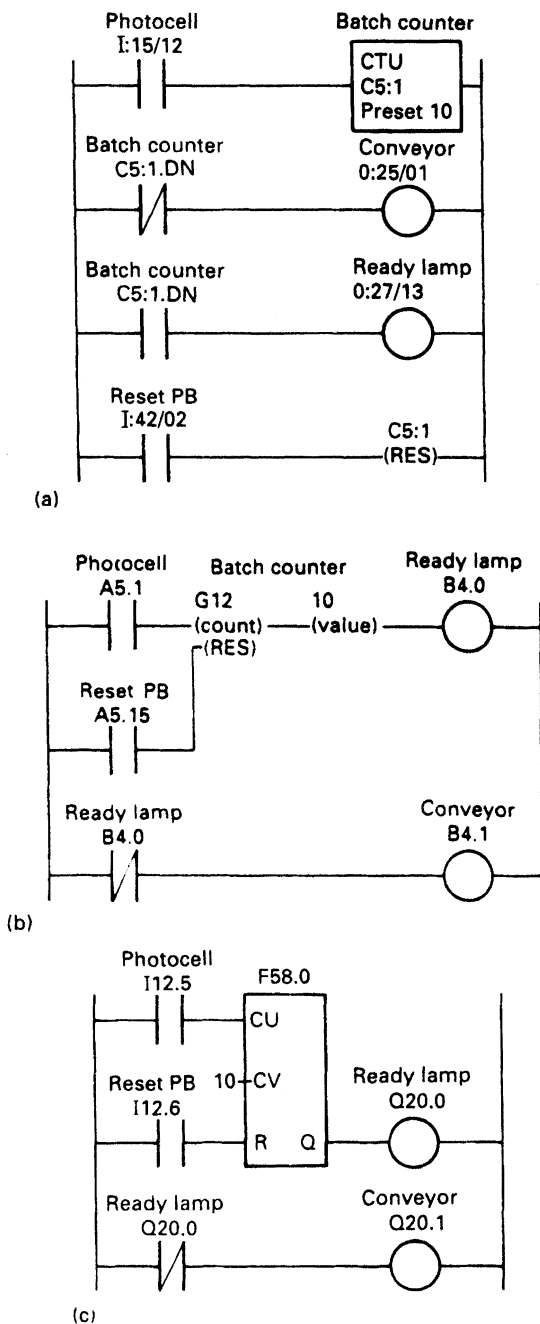 Photocell
I:15/12
Batch counter
CTU
C5:1
Preset 10
Batch counter
C5:1.DN
Conveyor
0:25/01
Batch counter
C5:1.DN
Ready lamp
0:27/13
Reset PB
I:42/02
C5:1
(RES)
(a)
Photocell
A5.1
Batch counter
G12
(count)
(RES)
10
(value)
Ready lamp
B4.0
Reset PB
A5.15
Ready lamp
B4.0
Conveyor
B4.1
(b)
Photocell
I12.5
F58.0
CU
Reset PB
I12.6
10 CV
R Q
Ready lamp
Q20.0
Ready lamp
Q20.0
Conveyor
Q20.1
(c)